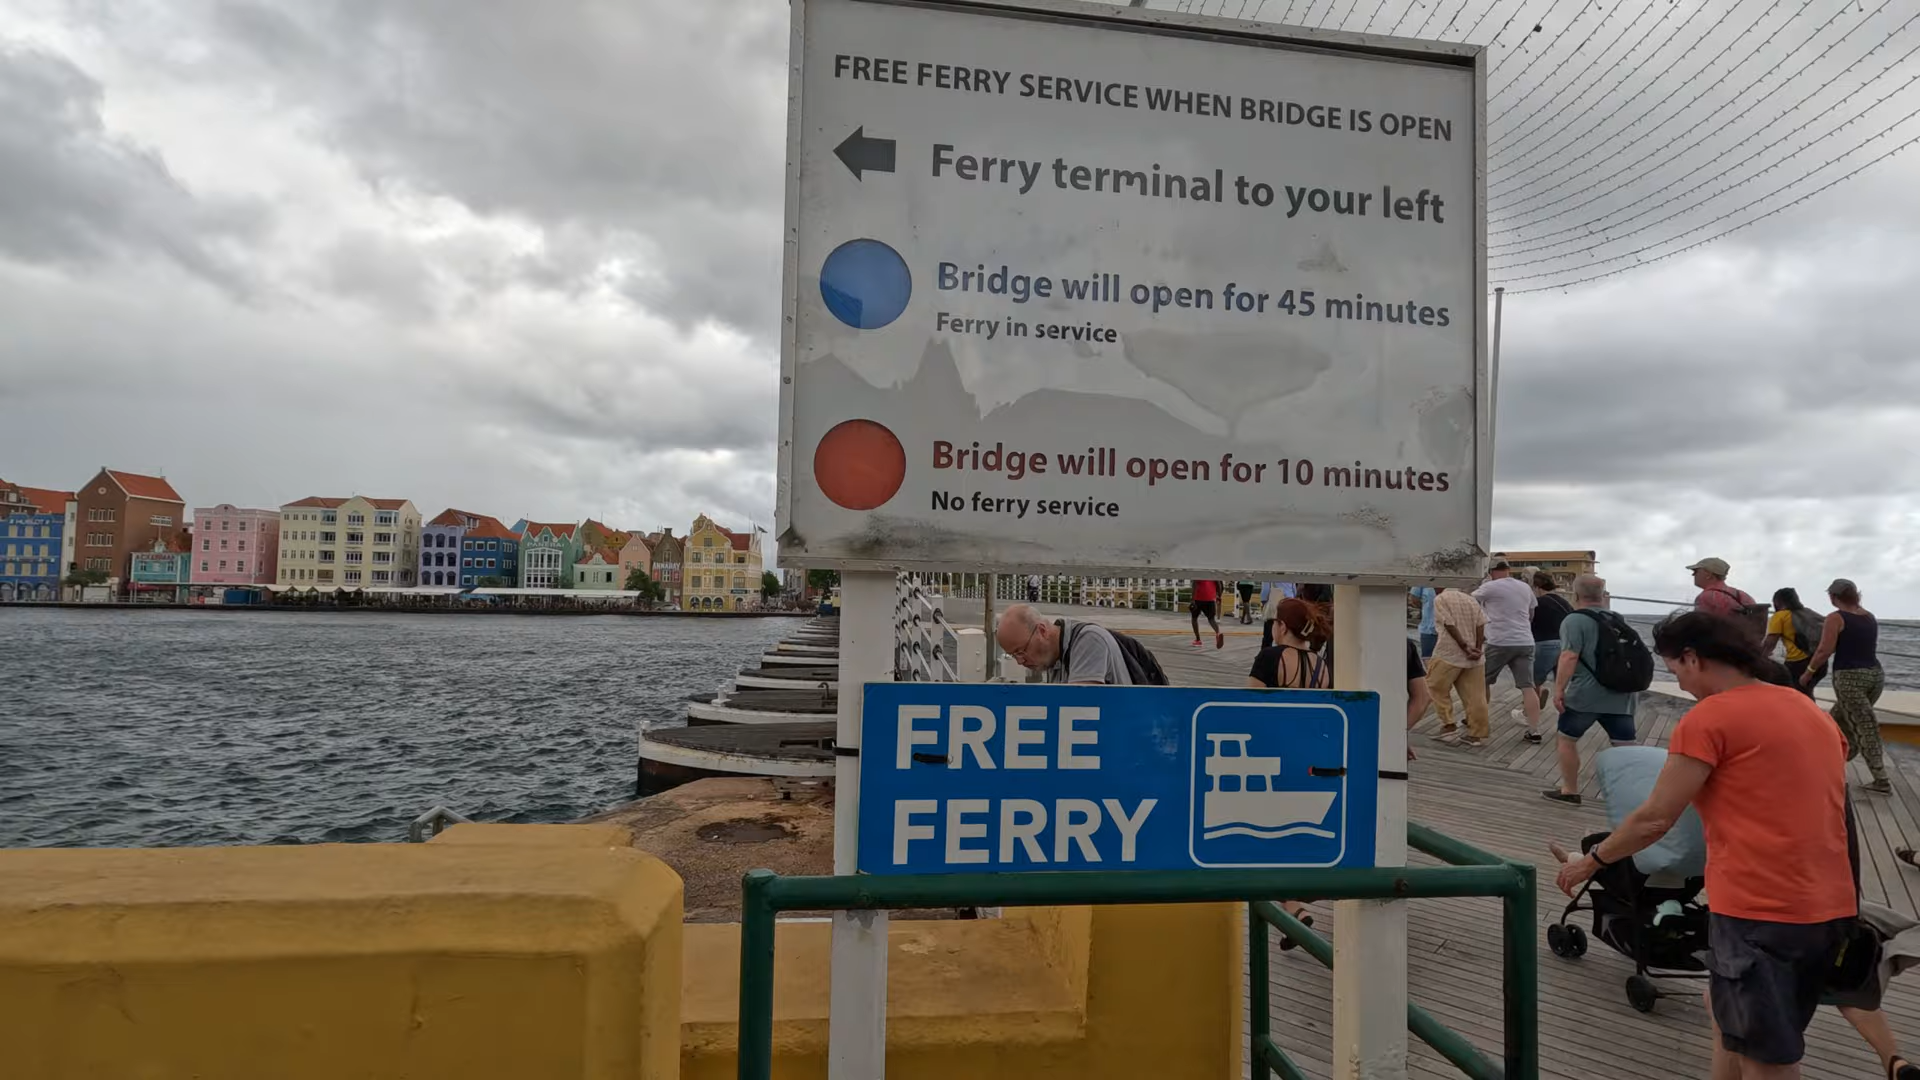 FREE FERRY SERVICE WHEN BRIDGE IS OPEN
Ferry terminal to your left
Bridge will open for 45 minutes
Ferry in service
Bridge will open for 10 minutes
No ferry service
FREE
FERRY
PENHA